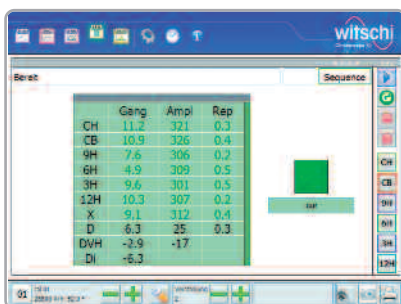 witschi
Bereit
Sequence
Gang Ampl Rep
CH 11.2 321 0.3
CB 10.9 326 0.4
9H 7.6 306 0.2
6H 4.9 309 0.5
3H 9.6 301 0.5
12H 10.3 307 0.2
X 9.1 312 0.4
D 6.3 25 0.3
DVH -2.9 -17
Di -6.3
CH
CB
9H
6H
3H
12H
01